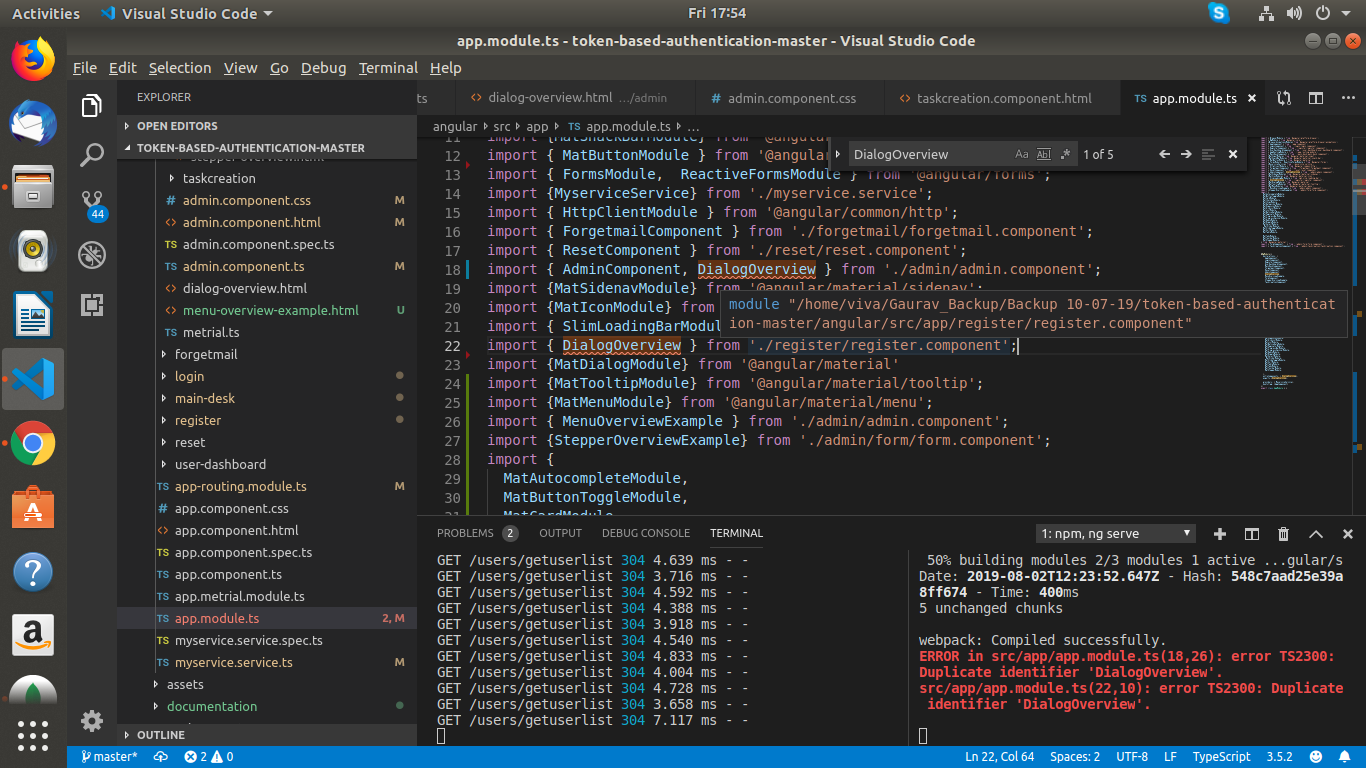 Activities
Visual Studio Code
Fri 17:54
app.module.ts - token-based-authentication-master - Visual Studio Code
File Edit Selection View Go Debug Terminal Help
EXPLORER
OPEN EDITORS
TOKEN-BASED-AUTHENTICATION-MASTER
taskcreation
# admin.component.css M
<> admin.component.html M
TS admin.component.spec.ts
TS admin.component.ts M
<> dialog-overview.html
<> menu-overview-example.html U
TS metrial.ts
forgetmail
login
main-desk
register
reset
user-dashboard
TS app-routing.module.ts M
# app.component.css
<> app.component.html
TS app.component.spec.ts
TS app.component.ts
TS app.metrial.module.ts
TS app.module.ts 2, M
TS myservice.service.spec.ts
TS myservice.service.ts M
assets
documentation
OUTLINE
44
ts
<> dialog-overview.html .../admin
# admin.component.css
<> taskcreation.component.html
TS app.module.ts
angular › src › app › TS app.module.ts › ...
DialogOverview Aa Abl .* 1 of 5
11 import {MatSnackBarModule} from '@angula
12 import { MatButtonModule } from '@angular
13 import { FormsModule,  ReactiveFormsModule } from '@angular/forms';
14 import {MyserviceService} from './myservice.service';
15 import { HttpClientModule } from '@angular/common/http';
16 import { ForgetmailComponent } from './forgetmail/forgetmail.component';
17 import { ResetComponent } from './reset/reset.component';
18 import { AdminComponent, DialogOverview } from './admin/admin.component';
19 import {MatSidenavModule} from '@angular/material/sidenav';
20 import {MatIconModule} from
21 import { SlimLoadingBarModul
module "/home/viva/Gaurav_Backup/Backup 10-07-19/token-based-authenticat
ion-master/angular/src/app/register/register.component"
22 import { DialogOverview } from './register/register.component';
23 import {MatDialogModule} from '@angular/material'
24 import {MatTooltipModule} from '@angular/material/tooltip';
25 import {MatMenuModule} from '@angular/material/menu';
26 import { MenuOverviewExample } from './admin/admin.component';
27 import {StepperOverviewExample} from './admin/form/form.component';
28 import {
29 MatAutocompleteModule,
30 MatButtonToggleModule,
31 MatCardModule,
PROBLEMS 2 OUTPUT DEBUG CONSOLE TERMINAL
1: npm, ng serve
GET /users/getuserlist 304 4.639 ms - -
GET /users/getuserlist 304 3.716 ms - -
GET /users/getuserlist 304 4.592 ms - -
GET /users/getuserlist 304 4.388 ms - -
GET /users/getuserlist 304 3.918 ms - -
GET /users/getuserlist 304 4.540 ms - -
GET /users/getuserlist 304 4.833 ms - -
GET /users/getuserlist 304 4.004 ms - -
GET /users/getuserlist 304 4.728 ms - -
GET /users/getuserlist 304 3.658 ms - -
GET /users/getuserlist 304 7.117 ms - -
50% building modules 2/3 modules 1 active ...gular/s
Date: 2019-08-02T12:23:52.647Z - Hash: 548c7aad25e39a
8ff674 - Time: 400ms
5 unchanged chunks
webpack: Compiled successfully.
ERROR in src/app/app.module.ts(18,26): error TS2300:
Duplicate identifier 'DialogOverview'.
src/app/app.module.ts(22,10): error TS2300: Duplicate
identifier 'DialogOverview'.
master* 2 0
Ln 22, Col 64 Spaces: 2 UTF-8 LF TypeScript 3.5.2